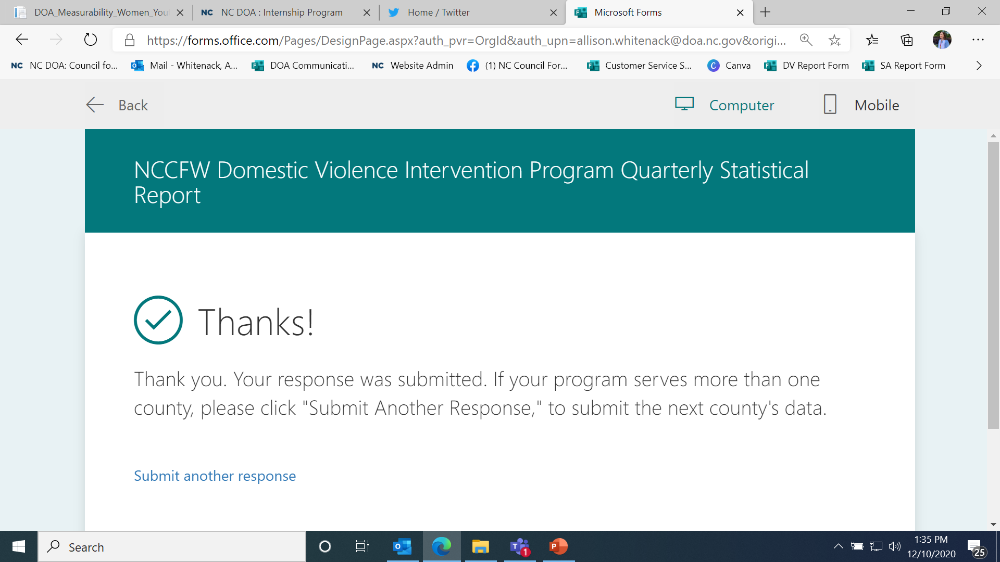 DOA_Measurability_Women_You
NC NC DOA : Internship Program
Home / Twitter
Microsoft Forms
https://forms.office.com/Pages/DesignPage.aspx?auth_pvr=OrgId&auth_upn=allison.whitenack@doa.nc.gov&origi...
NC NC DOA: Council fo...
Mail - Whitenack, A...
DOA Communicati...
NC Website Admin
(1) NC Council For...
Customer Service S...
Canva
DV Report Form
SA Report Form
Back
Computer
Mobile
NCCFW Domestic Violence Intervention Program Quarterly Statistical
Report
Thanks!
Thank you. Your response was submitted. If your program serves more than one
county, please click "Submit Another Response," to submit the next county's data.
Submit another response
Search
1
1:35 PM
12/10/2020
25